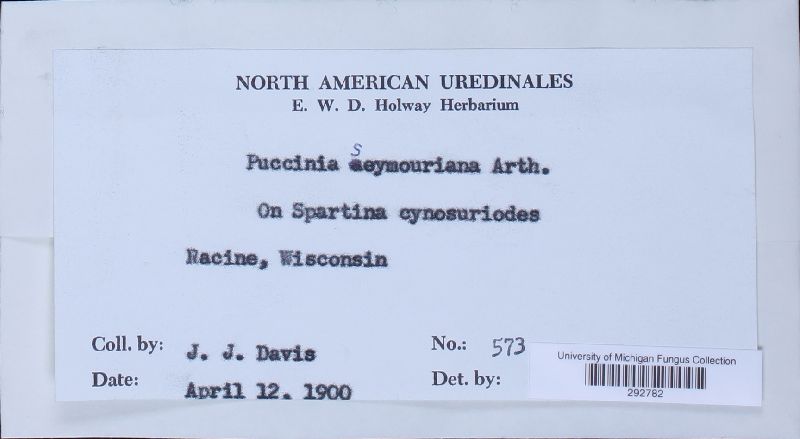 NORTH AMERICAN UREDINALES
E. W. D. Holway Herbarium
Puccinia seymouriana Arth.
On Spartina cynosuriodes
Racine, Wisconsin
Coll. by: J. J. Davis
No.: 573
Date: April 12. 1900
Det. by:
University of Michigan Fungus Collection
292762